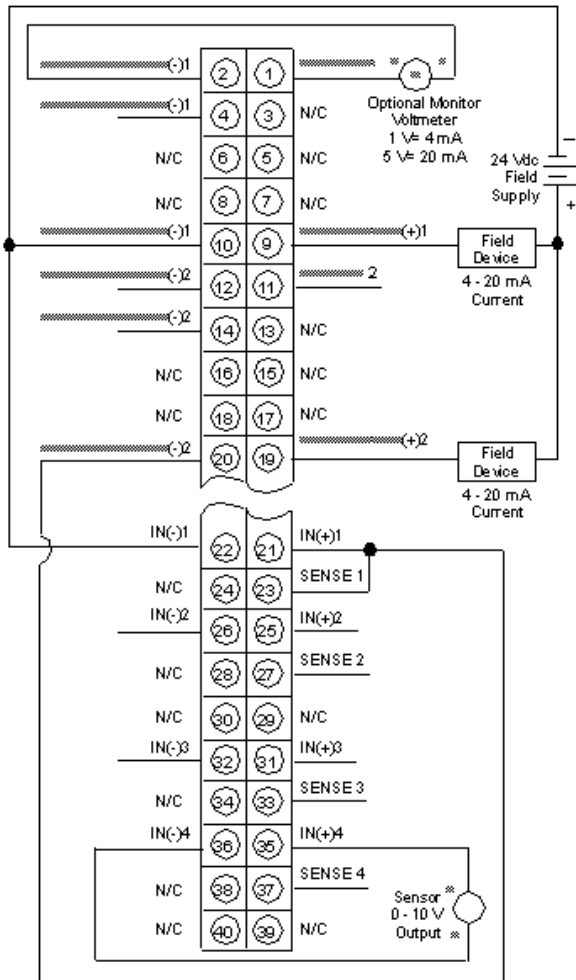 (-)1 2 1
Optional Monitor
Voltmeter
1 V= 4 mA
5 V= 20 mA
(-)1 4 3 N/C
N/C 6 5 N/C
24 Vdc
Field
Supply
−
+
N/C 8 7 N/C
(-)1 10 9 (+)1
Field
Device
4 - 20 mA
Current
(-)2 12 11 2
(-)2 14 13 N/C
N/C 16 15 N/C
N/C 18 17 N/C
(-)2 20 19 (+)2
Field
Device
4 - 20 mA
Current
IN(-)1 22 21 IN(+)1
N/C 24 23 SENSE 1
IN(-)2 26 25 IN(+)2
N/C 28 27 SENSE 2
N/C 30 29 N/C
IN(-)3 32 31 IN(+)3
N/C 34 33 SENSE 3
IN(-)4 36 35 IN(+)4
N/C 38 37 SENSE 4
Sensor
0 - 10 V
Output
N/C 40 39 N/C